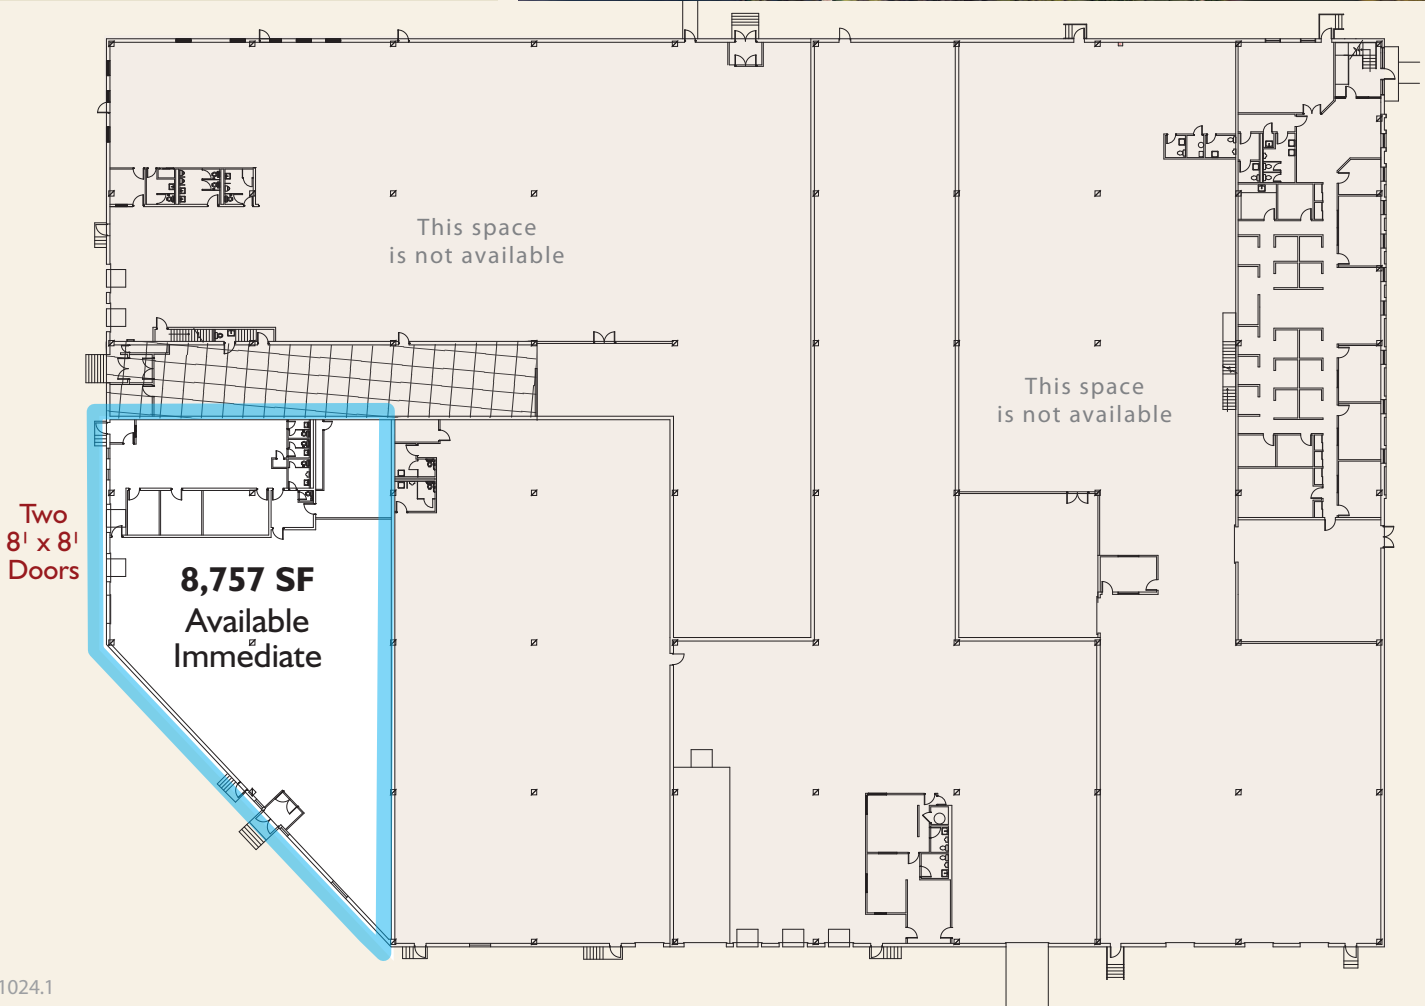 This space
is not available
This space
is not available
Two
8' x 8'
Doors
8,757 SF
Available
Immediate
1024.1